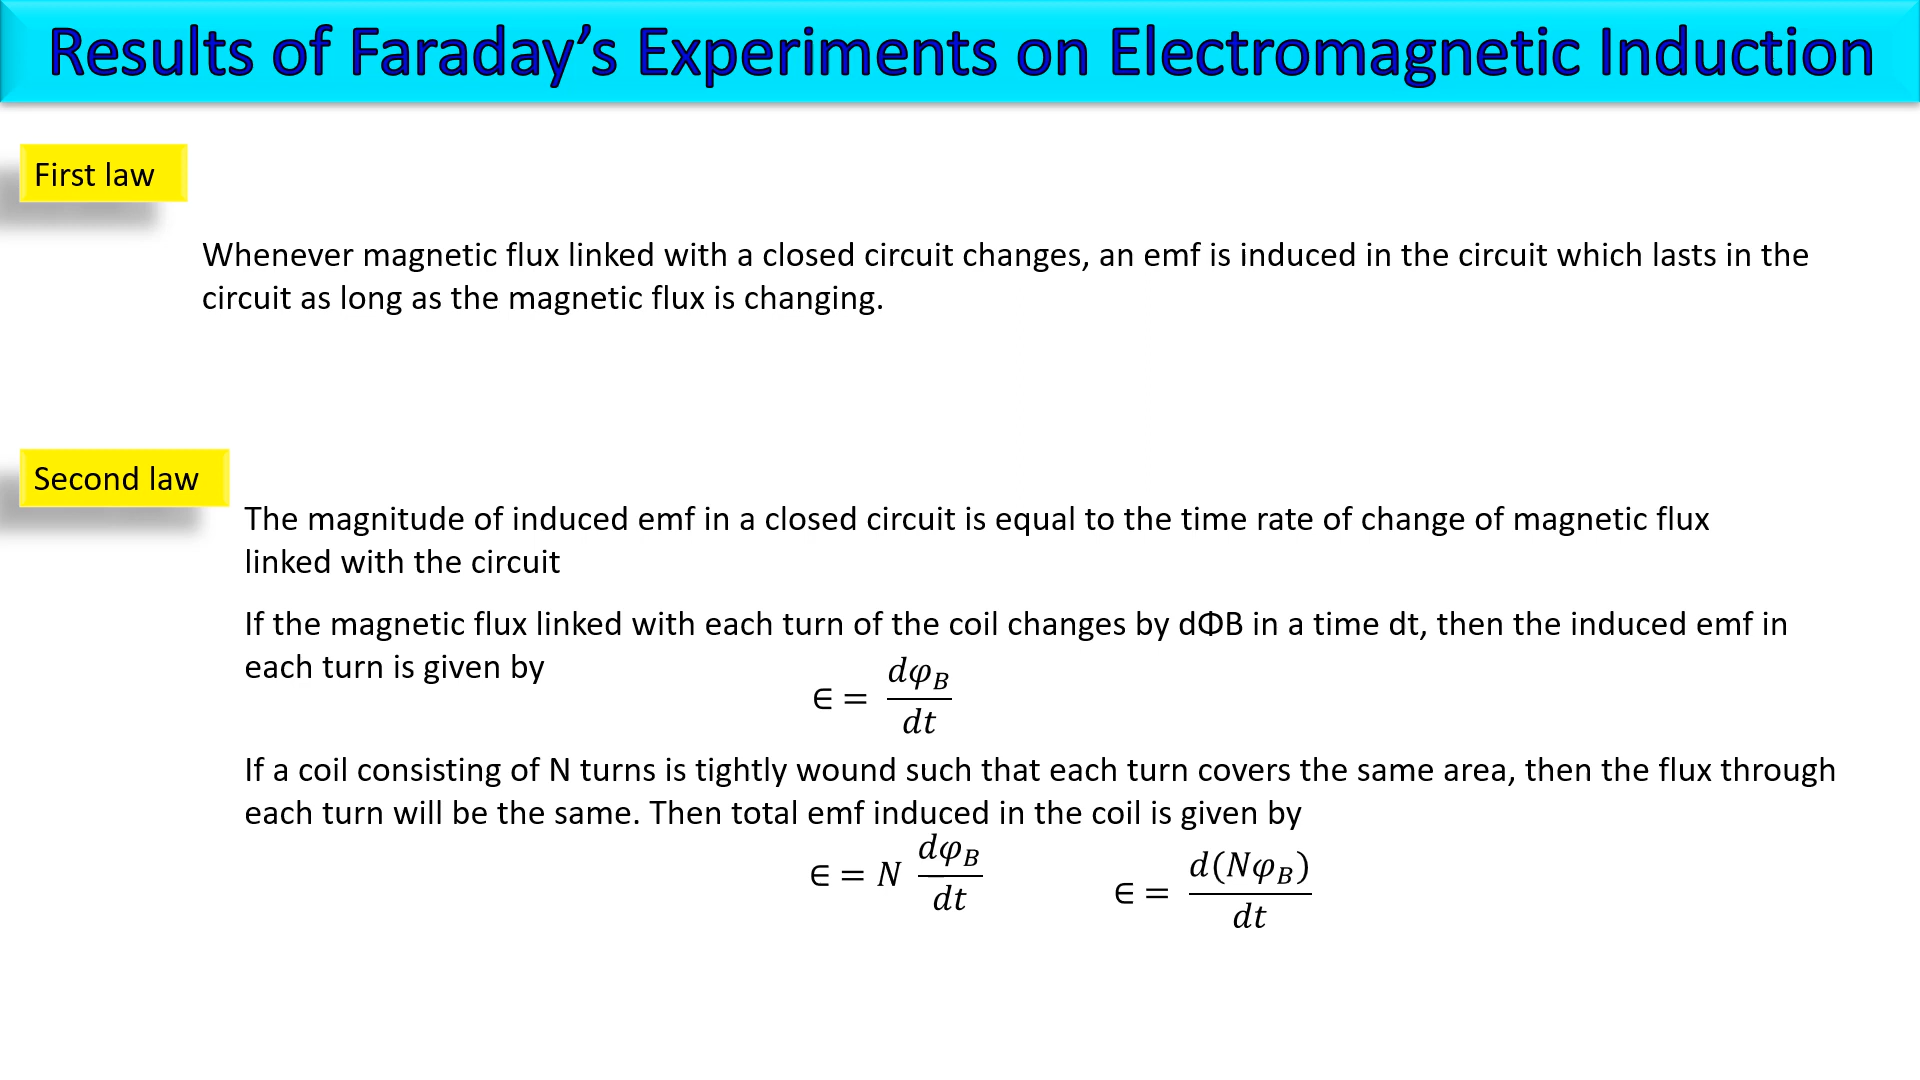 Results of Faraday’s Experiments on Electromagnetic Induction
First law
Whenever magnetic flux linked with a closed circuit changes, an emf is induced in the circuit which lasts in the
circuit as long as the magnetic flux is changing.
Second law
The magnitude of induced emf in a closed circuit is equal to the time rate of change of magnetic flux
linked with the circuit
If the magnetic flux linked with each turn of the coil changes by dΦB in a time dt, then the induced emf in
each turn is given by
∈ = dφ_B/dt
If a coil consisting of N turns is tightly wound such that each turn covers the same area, then the flux through
each turn will be the same. Then total emf induced in the coil is given by
∈ = N dφ_B/dt
∈ = d(Nφ_B)/dt